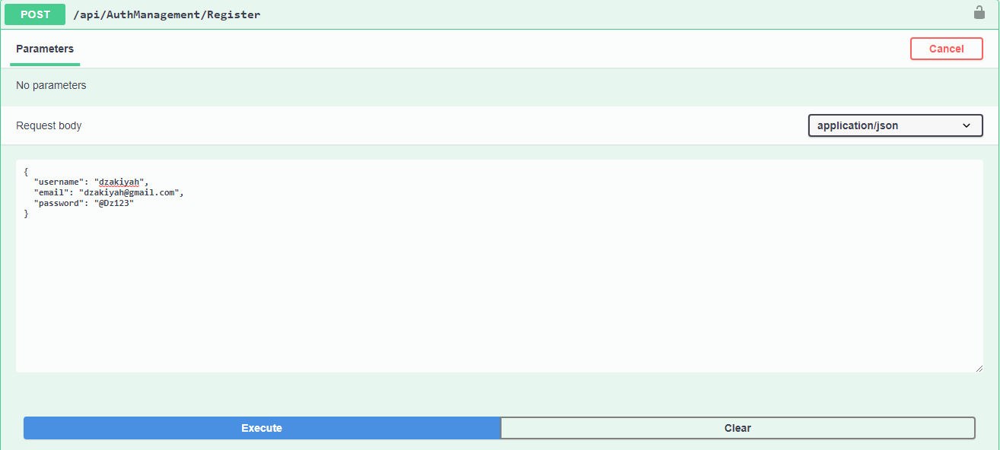 POST /api/AuthManagement/Register
Parameters Cancel
No parameters
Request body application/json
{
  "username": "dzakiyah",
  "email": "dzakiyah@gmail.com",
  "password": "@Dz123"
}
Execute Clear